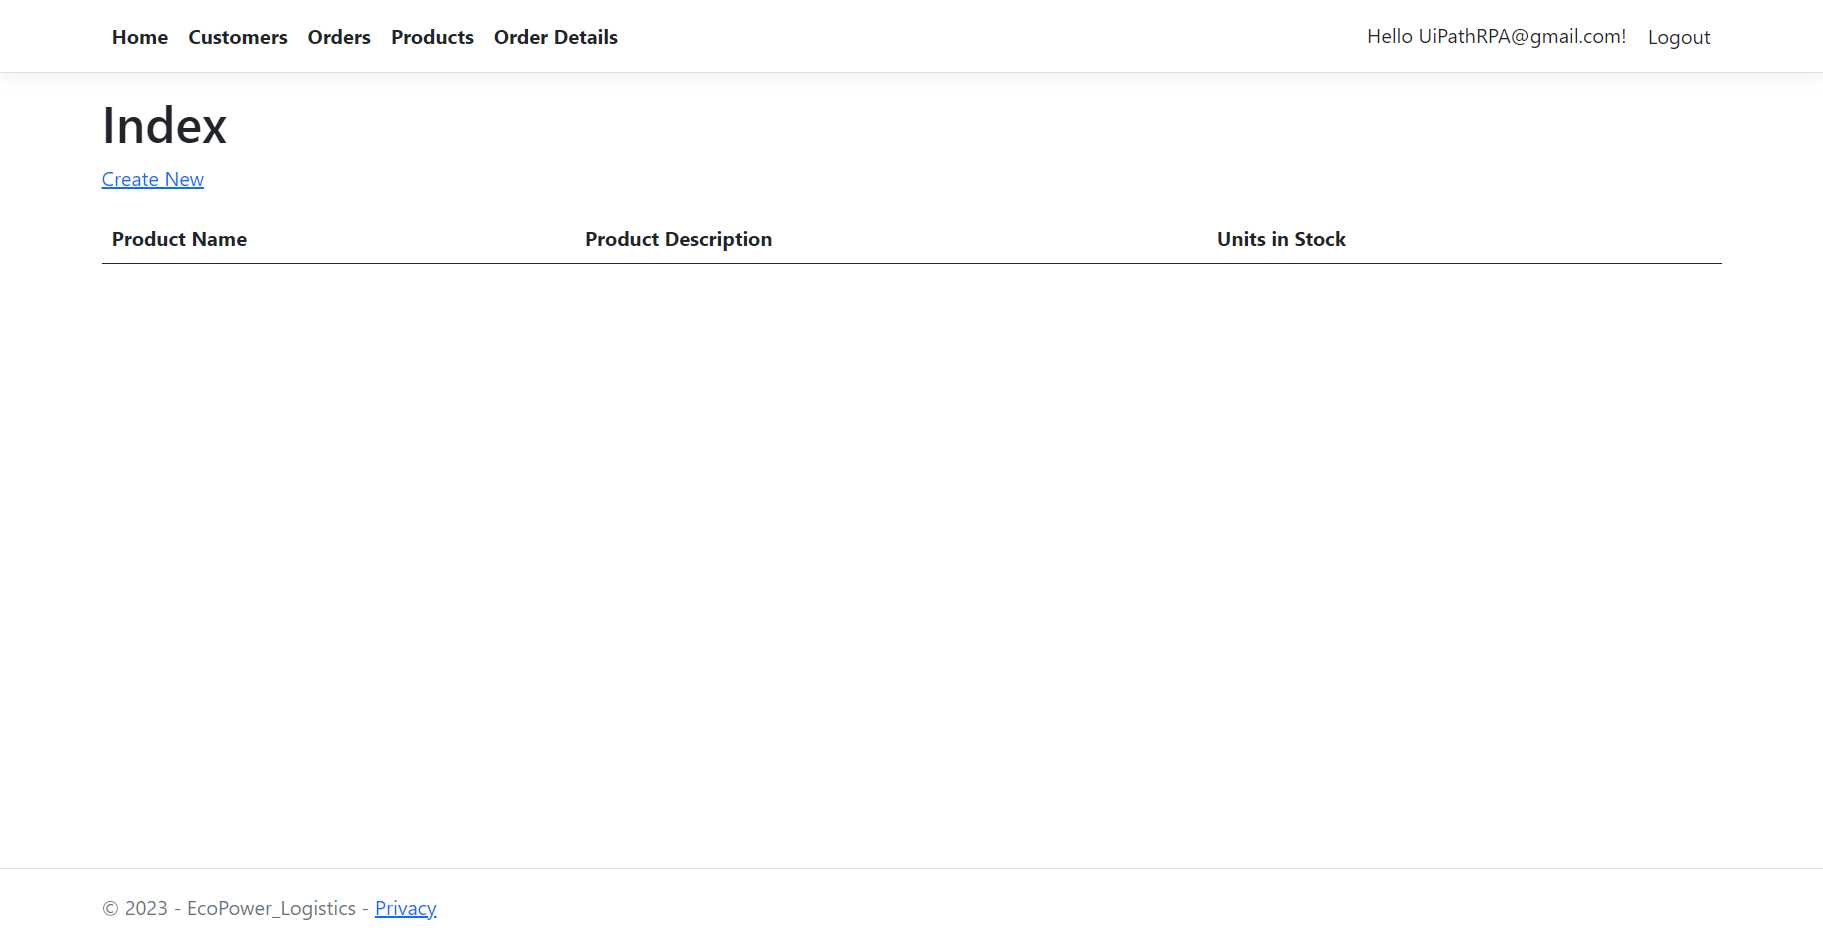 Home Customers Orders Products Order Details Hello UiPathRPA@gmail.com! Logout
Index
Create New
Product Name Product Description Units in Stock
© 2023 - EcoPower_Logistics - Privacy